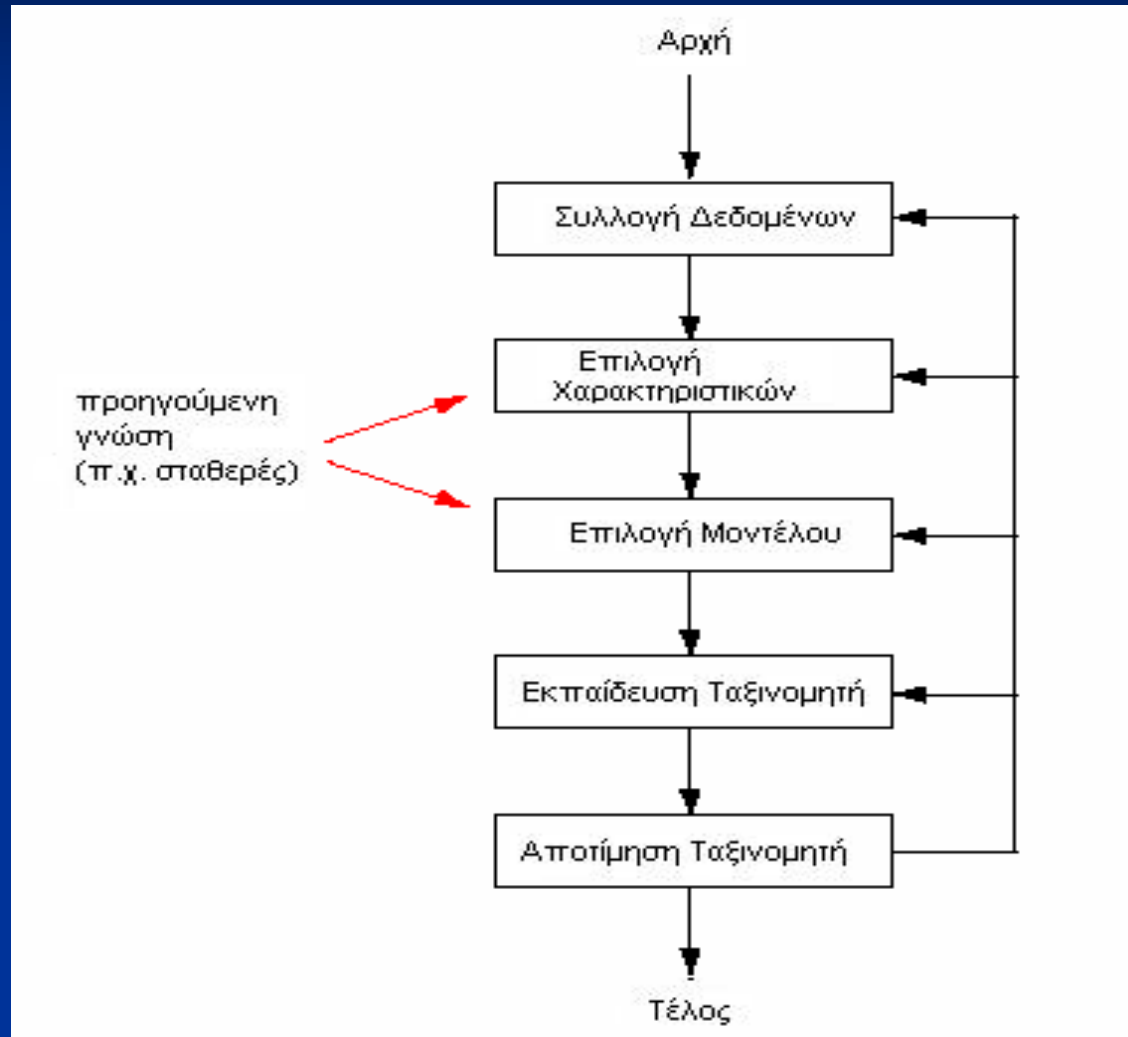 Αρχή
Συλλογή Δεδομένων
Επιλογή
Χαρακτηριστικών
προηγούμενη
γνώση
(π.χ. σταθερές)
Επιλογή Μοντέλου
Εκπαίδευση Ταξινομητή
Αποτίμηση Ταξινομητή
Τέλος